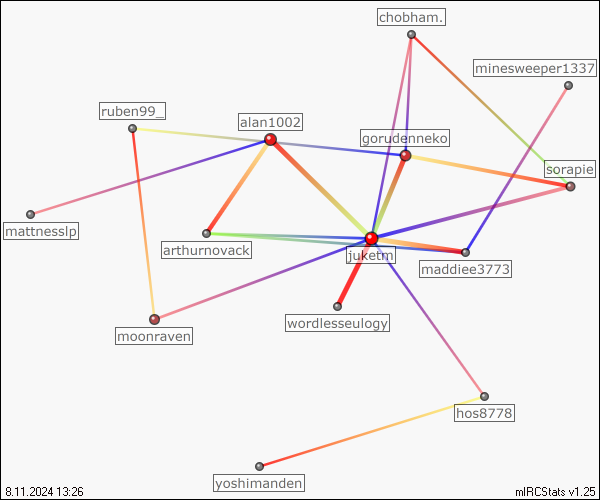 chobham.
minesweeper1337
ruben99_
alan1002
gorudenneko
sorapie
mattnesslp
arthurnovack
juketm
maddiee3773
wordlesseulogy
moonraven
hos8778
yoshimanden
8.11.2024 13:26
mIRCStats v1.25